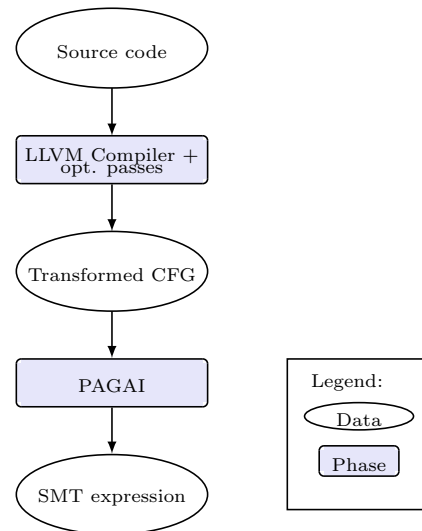 Source code
LLVM Compiler +
opt. passes
Transformed CFG
PAGAI
SMT expression
Legend:
Data
Phase